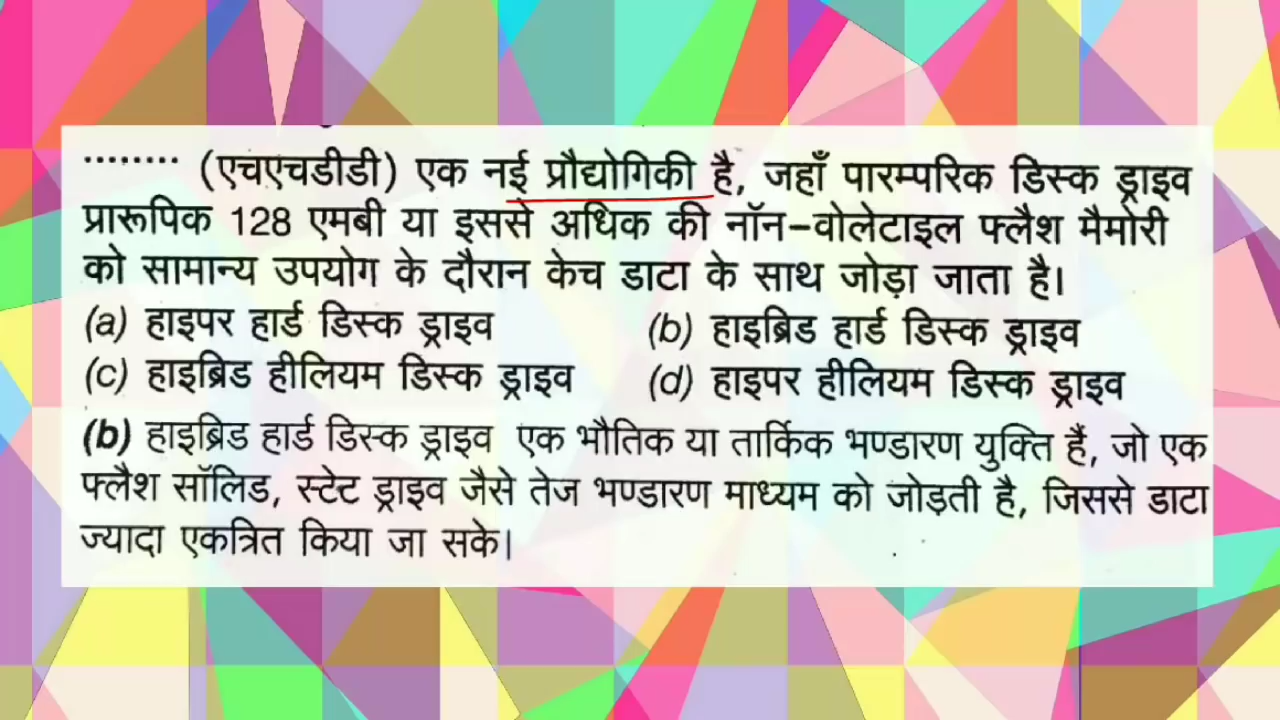 ········ (एचएचडीडी) एक नई प्रौद्योगिकी है, जहाँ पारम्परिक डिस्क ड्राइव
प्रारूपिक 128 एमबी या इससे अधिक की नॉन-वोलेटाइल फ्लैश मैमोरी
को सामान्य उपयोग के दौरान केच डाटा के साथ जोड़ा जाता है।
(a) हाइपर हार्ड डिस्क ड्राइव (b) हाइब्रिड हार्ड डिस्क ड्राइव
(c) हाइब्रिड हीलियम डिस्क ड्राइव (d) हाइपर हीलियम डिस्क ड्राइव
(b) हाइब्रिड हार्ड डिस्क ड्राइव एक भौतिक या तार्किक भण्डारण युक्ति हैं, जो एक
फ्लैश सॉलिड, स्टेट ड्राइव जैसे तेज भण्डारण माध्यम को जोड़ती है, जिससे डाटा
ज्यादा एकत्रित किया जा सके।